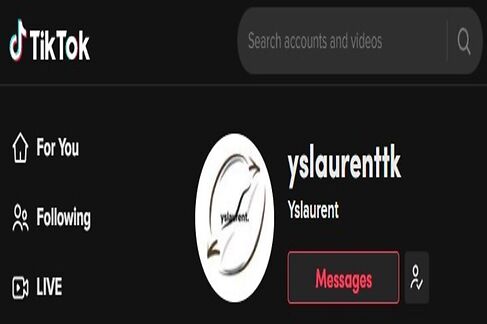 TikTok
Search accounts and videos
For You
Following
LIVE
yslaurent.
yslaurenttk
Yslaurent
Messages